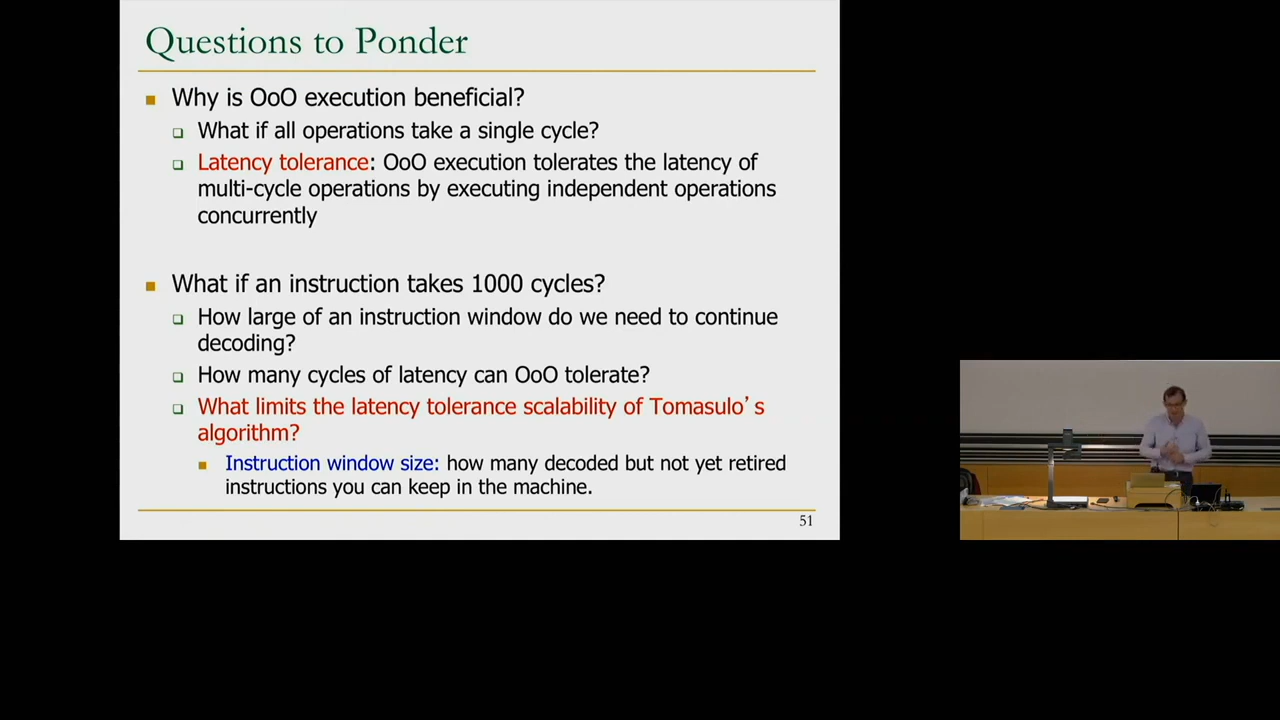 Questions to Ponder
Why is OoO execution beneficial?
What if all operations take a single cycle?
Latency tolerance: OoO execution tolerates the latency of
multi-cycle operations by executing independent operations
concurrently
What if an instruction takes 1000 cycles?
How large of an instruction window do we need to continue
decoding?
How many cycles of latency can OoO tolerate?
What limits the latency tolerance scalability of Tomasulo's
algorithm?
Instruction window size: how many decoded but not yet retired
instructions you can keep in the machine.
51